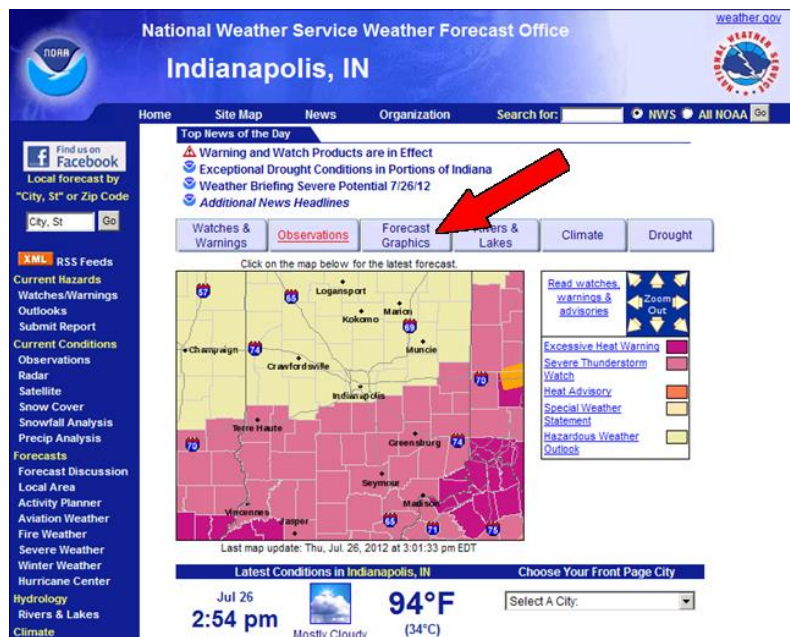 weather.gov
National Weather Service Weather Forecast Office
NOAA
Indianapolis, IN
Home Site Map News Organization Search for: NWS All NOAA Go
Top News of the Day
Find us on
Facebook
Warning and Watch Products are in Effect
Exceptional Drought Conditions in Portions of Indiana
Weather Briefing Severe Potential 7/26/12
Additional News Headlines
Local forecast by
"City, St" or Zip Code
City, St Go
XML RSS Feeds
Current Hazards
Watches/Warnings
Outlooks
Submit Report
Current Conditions
Observations
Radar
Satellite
Snow Cover
Snowfall Analysis
Precip Analysis
Forecasts
Forecast Discussion
Local Area
Activity Planner
Aviation Weather
Fire Weather
Severe Weather
Winter Weather
Hurricane Center
Hydrology
Rivers & Lakes
Climate
Watches &
Warnings
Observations
Forecast
Graphics
&
Lakes
Climate
Drought
Click on the map below for the latest forecast.
57
65
Logansport
Kokomo
Marion
69
Champaign
74
Muncie
Crawfordsville
70
Indianapolis
Terre Haute
70
Greensburg
74
Seymour
Madison
Vincennes
Jasper
65
71
75
Last map update: Thu, Jul. 26, 2012 at 3:01:33 pm EDT
Read watches,
warnings &
advisories
Zoom
Out
Excessive Heat Warning
Severe Thunderstorm
Watch
Heat Advisory
Special Weather
Statement
Hazardous Weather
Outlook
Latest Conditions in Indianapolis, IN
Jul 26
2:54 pm
Mostly Cloudy
94°F
(34°C)
Choose Your Front Page City
Select A City: